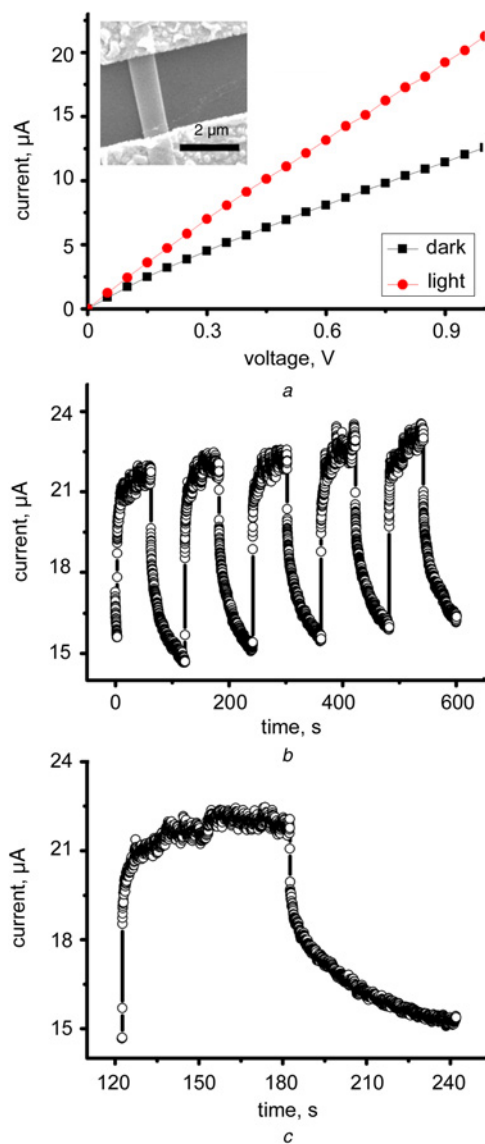 20
15
10
5
0
current, µA
2 µm
dark
light
0
0.3
0.6
0.9
voltage, V
a
24
21
18
15
current, µA
0
200
400
600
time, s
b
24
21
18
15
current, µA
120
150
180
210
240
time, s
c